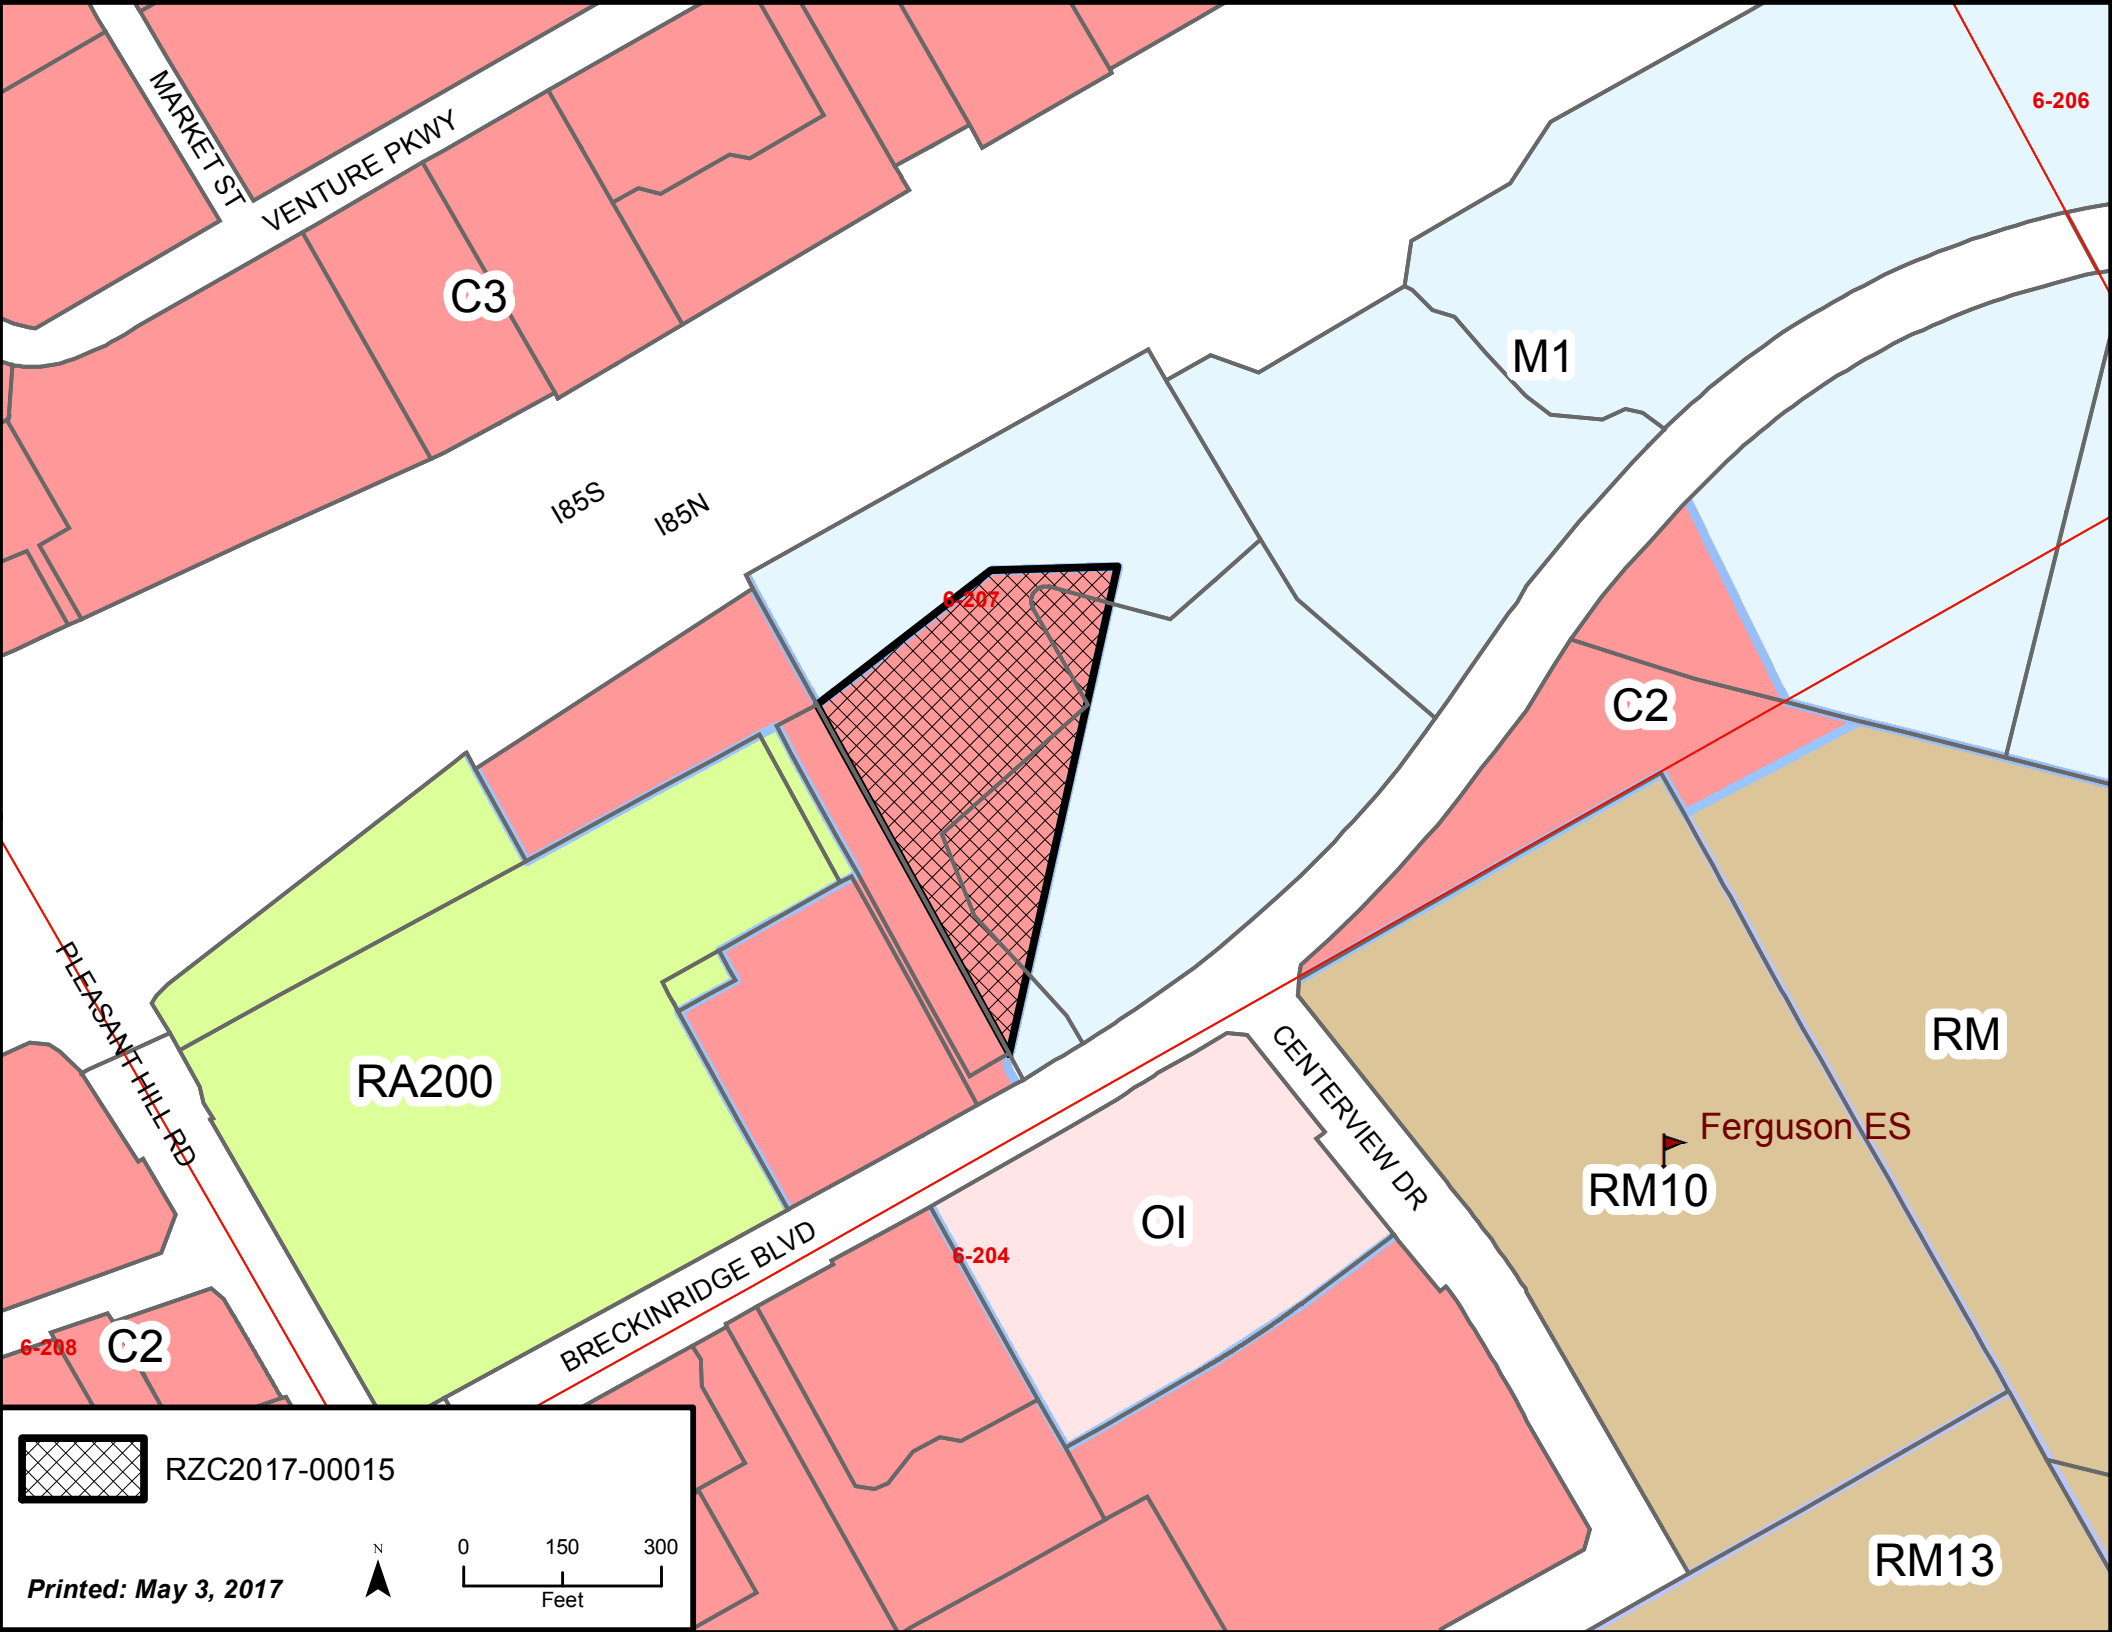 MARKET ST
VENTURE PKWY
6-206
C3
M1
I85S
I85N
6-207
C2
PLEASANT HILL RD
RA200
CENTERVIEW DR
RM
Ferguson ES
RM10
OI
6-204
BRECKINRIDGE BLVD
6-208
C2
RZC2017-00015
N
0 150 300
Feet
Printed: May 3, 2017
RM13